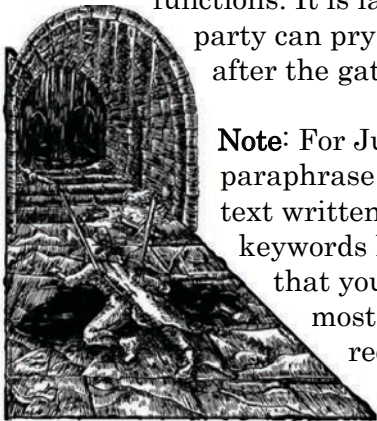 functions. It is
party can pry
after the gat
Note: For Ju
paraphrase
text written
keywords
that you
most
re